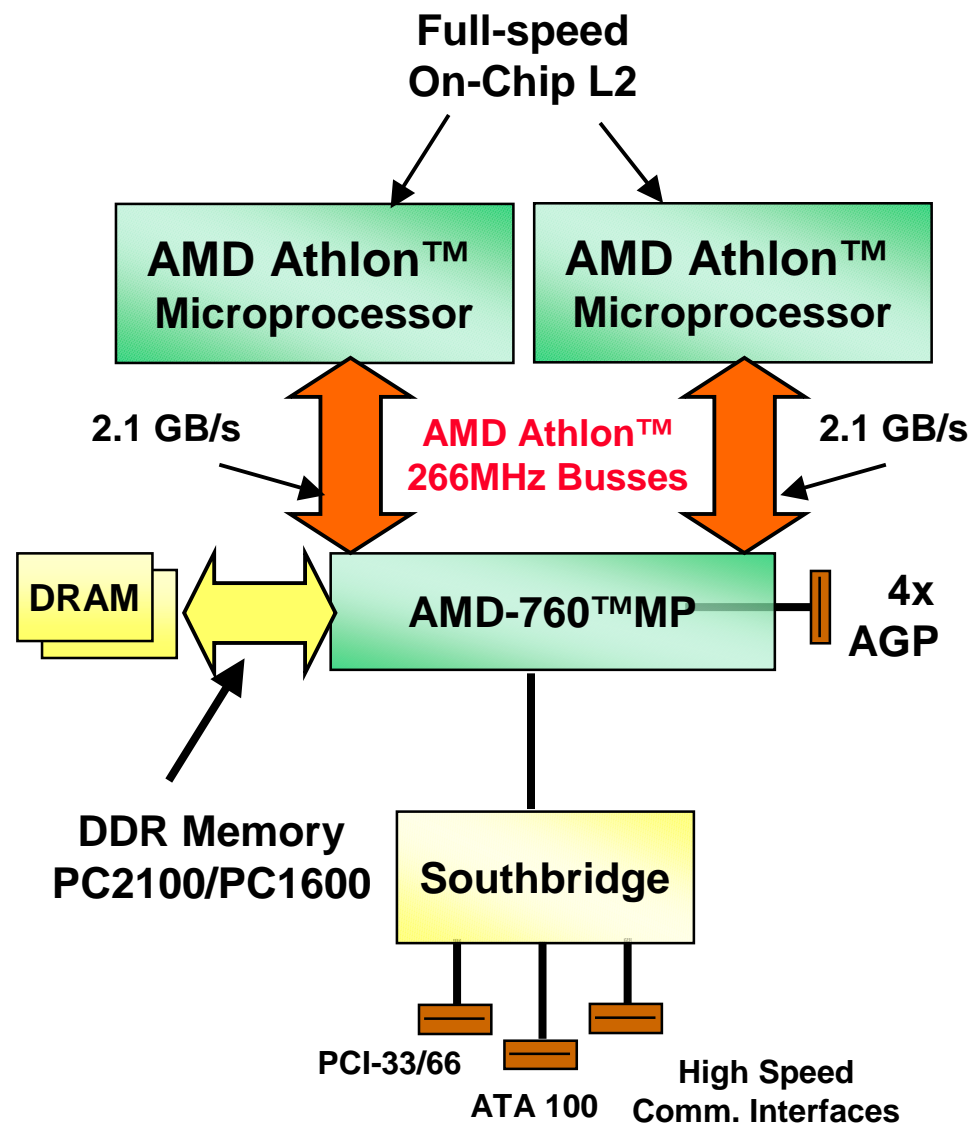 Full-speed
On-Chip L2
AMD Athlon™
Microprocessor
AMD Athlon™
Microprocessor
2.1 GB/s
AMD Athlon™
266MHz Busses
2.1 GB/s
DRAM
AMD-760™MP
4x
AGP
DDR Memory
PC2100/PC1600
Southbridge
PCI-33/66
ATA 100
High Speed
Comm. Interfaces